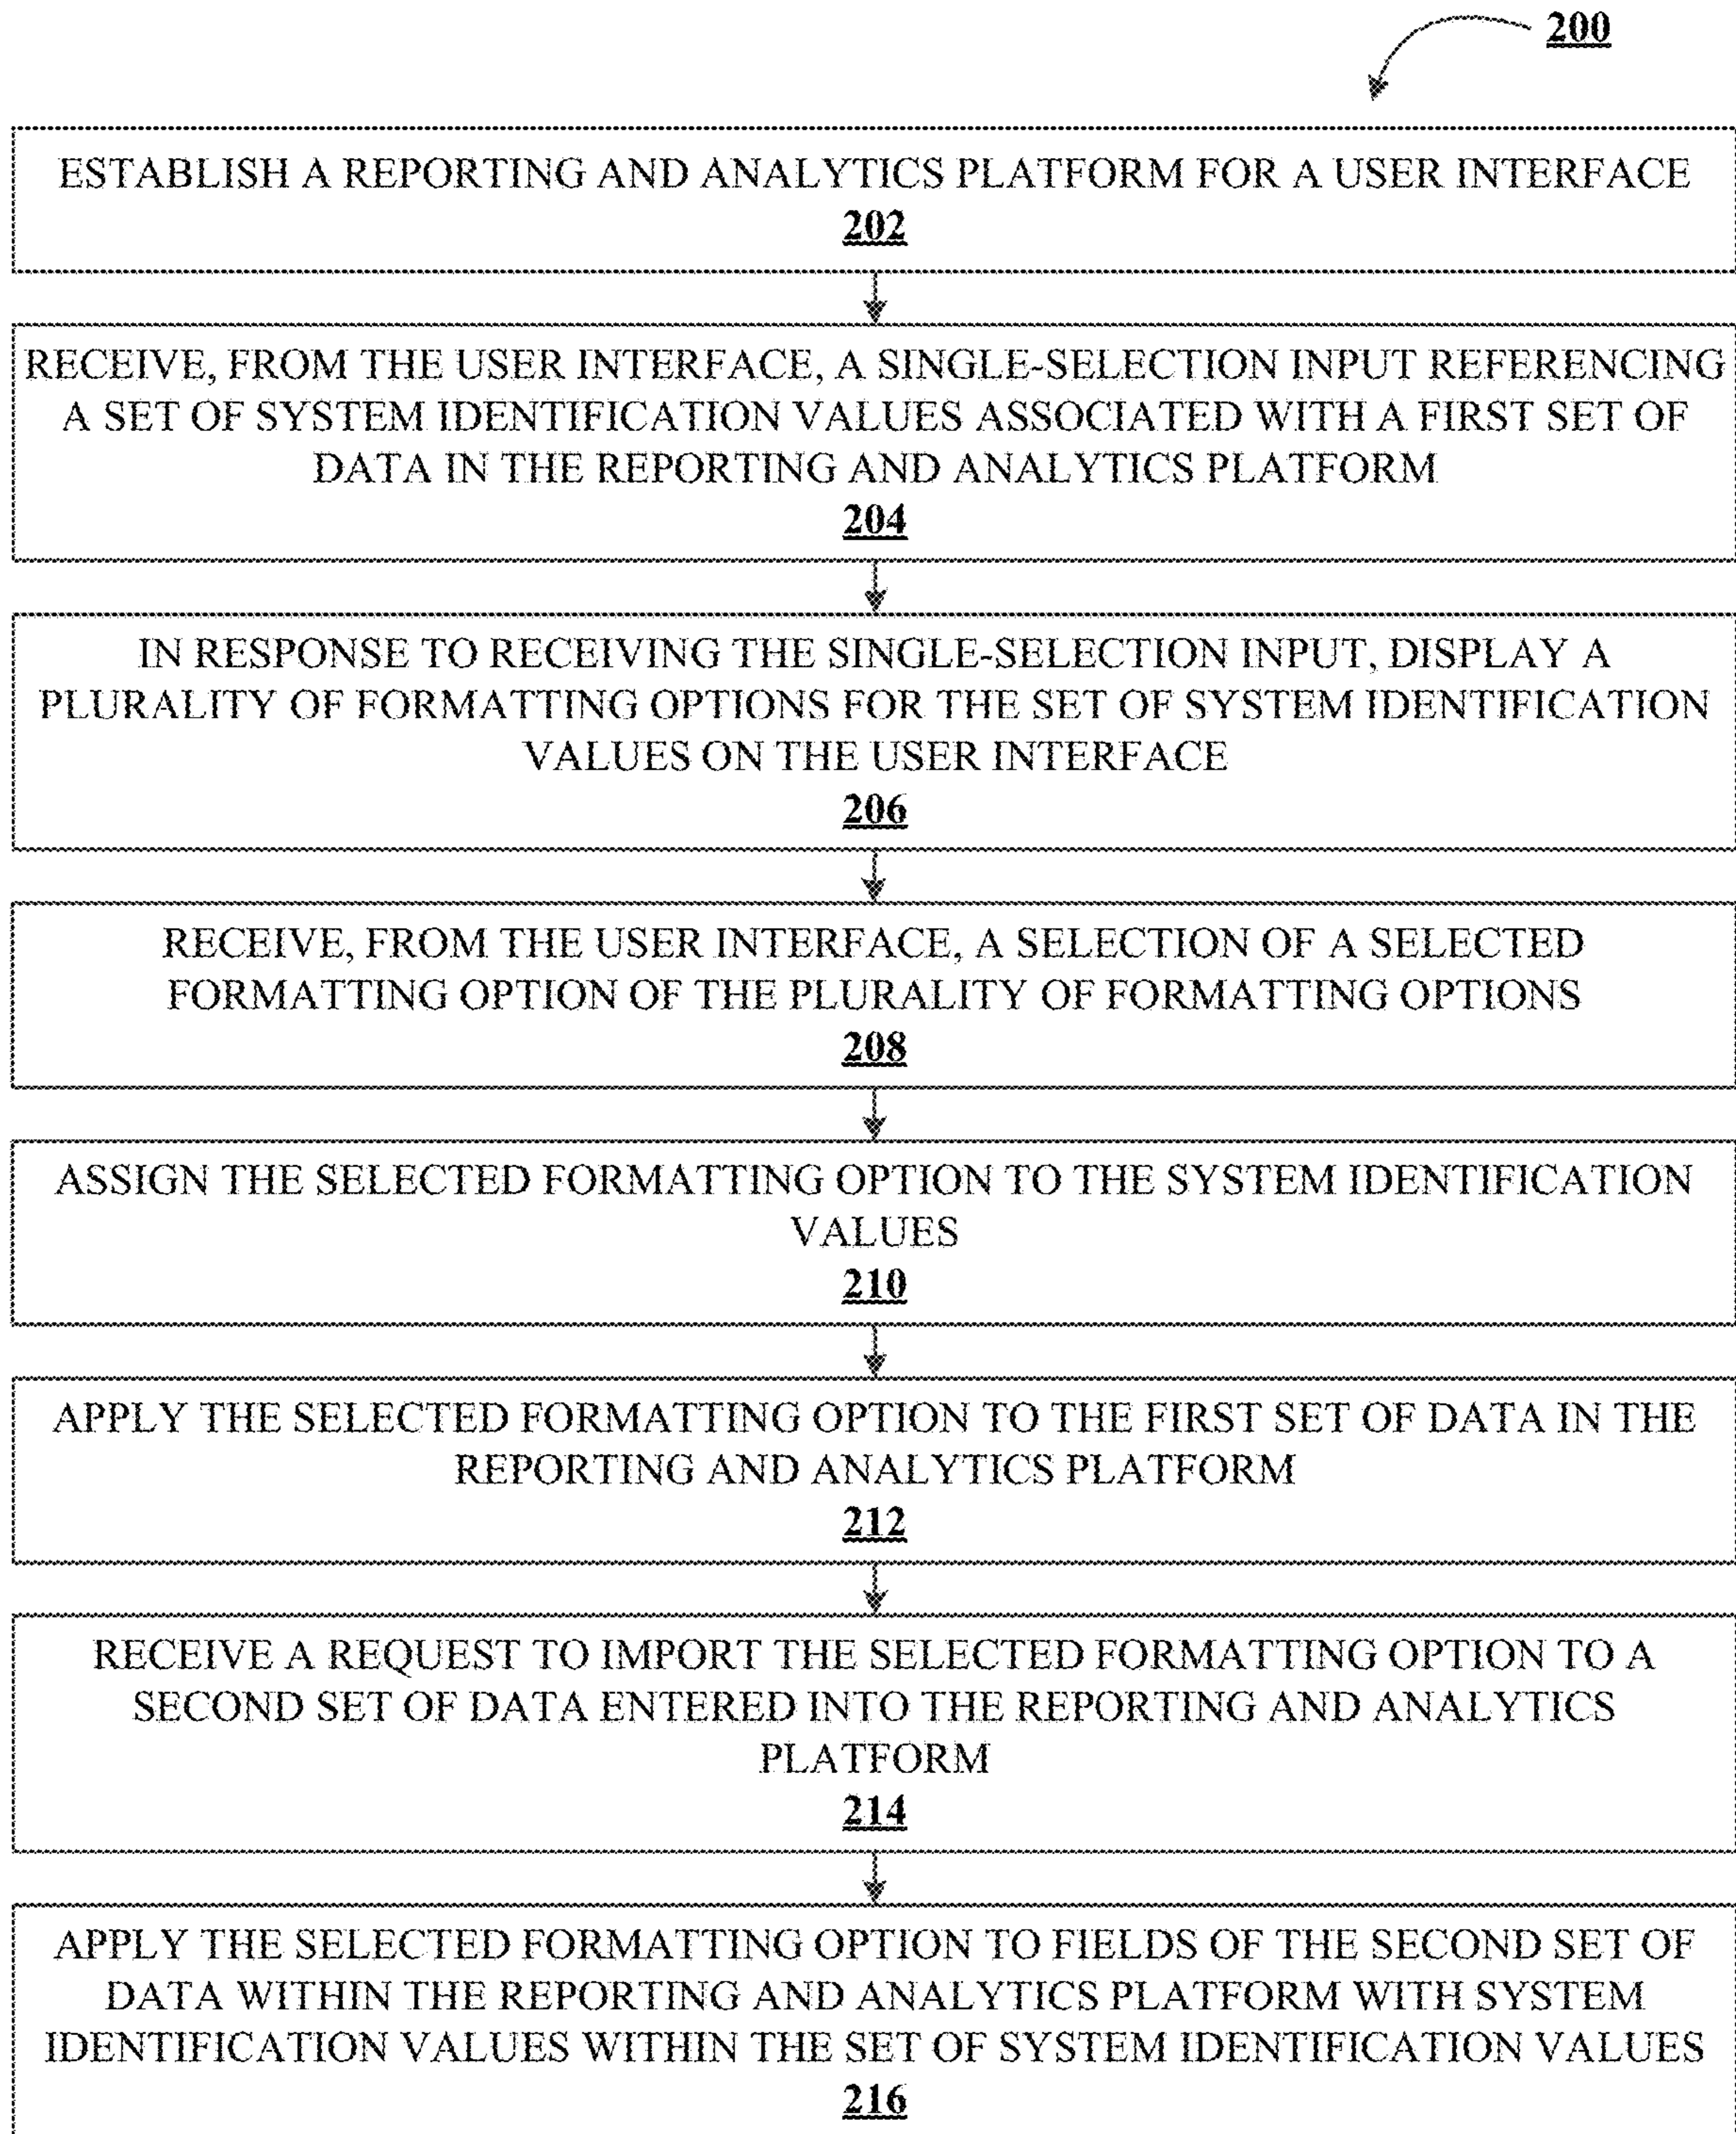 200
ESTABLISH A REPORTING AND ANALYTICS PLATFORM FOR A USER INTERFACE
202
RECEIVE, FROM THE USER INTERFACE, A SINGLE-SELECTION INPUT REFERENCING
A SET OF SYSTEM IDENTIFICATION VALUES ASSOCIATED WITH A FIRST SET OF
DATA IN THE REPORTING AND ANALYTICS PLATFORM
204
IN RESPONSE TO RECEIVING THE SINGLE-SELECTION INPUT, DISPLAY A
PLURALITY OF FORMATTING OPTIONS FOR THE SET OF SYSTEM IDENTIFICATION
VALUES ON THE USER INTERFACE
206
RECEIVE, FROM THE USER INTERFACE, A SELECTION OF A SELECTED
FORMATTING OPTION OF THE PLURALITY OF FORMATTING OPTIONS
208
ASSIGN THE SELECTED FORMATTING OPTION TO THE SYSTEM IDENTIFICATION
VALUES
210
APPLY THE SELECTED FORMATTING OPTION TO THE FIRST SET OF DATA IN THE
REPORTING AND ANALYTICS PLATFORM
212
RECEIVE A REQUEST TO IMPORT THE SELECTED FORMATTING OPTION TO A
SECOND SET OF DATA ENTERED INTO THE REPORTING AND ANALYTICS
PLATFORM
214
APPLY THE SELECTED FORMATTING OPTION TO FIELDS OF THE SECOND SET OF
DATA WITHIN THE REPORTING AND ANALYTICS PLATFORM WITH SYSTEM
IDENTIFICATION VALUES WITHIN THE SET OF SYSTEM IDENTIFICATION VALUES
216